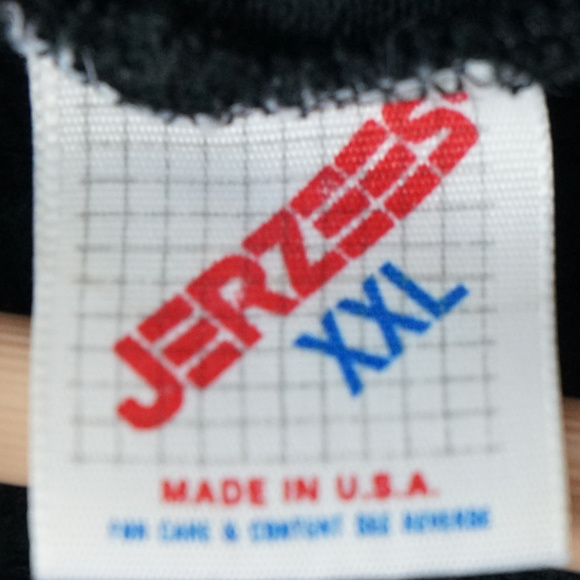 JERZEES
XXL
MADE IN U.S.A.
FOR CARE & CONTENT SEE REVERSE